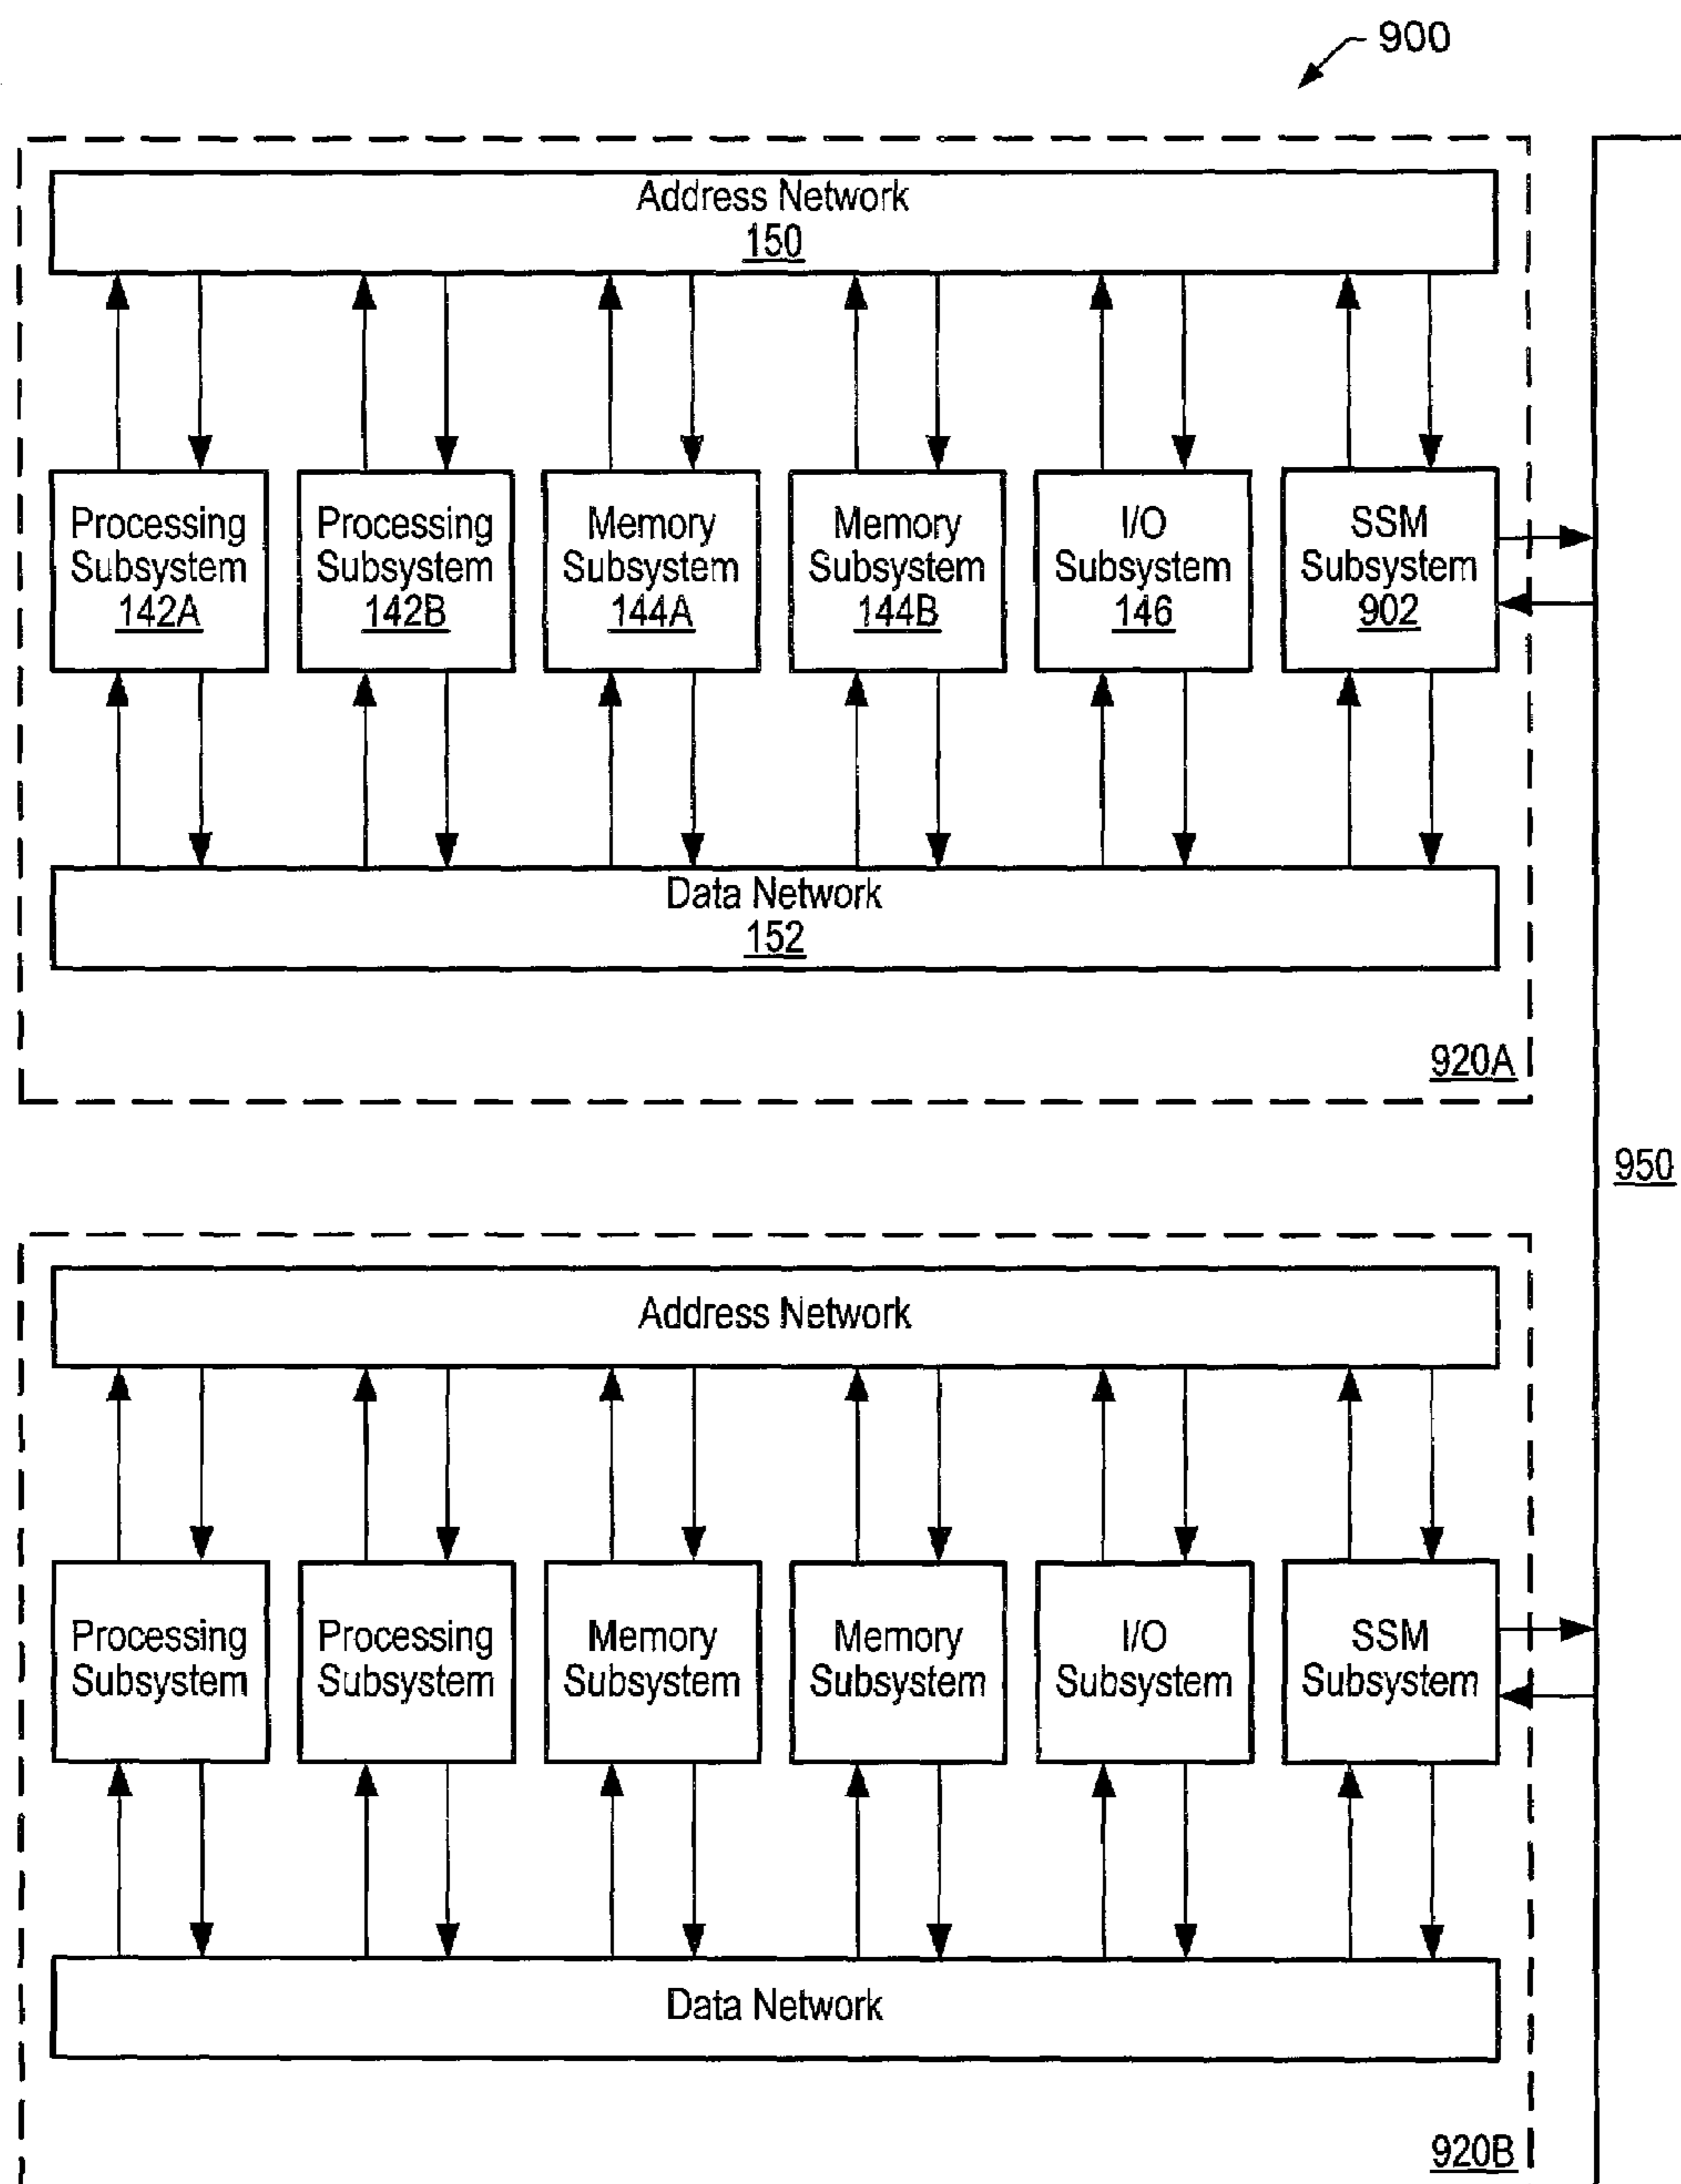 900
Address Network
150
Processing
Subsystem
142A
Processing
Subsystem
142B
Memory
Subsystem
144A
Memory
Subsystem
144B
I/O
Subsystem
146
SSM
Subsystem
902
Data Network
152
920A
950
Address Network
Processing
Subsystem
Processing
Subsystem
Memory
Subsystem
Memory
Subsystem
I/O
Subsystem
SSM
Subsystem
Data Network
920B